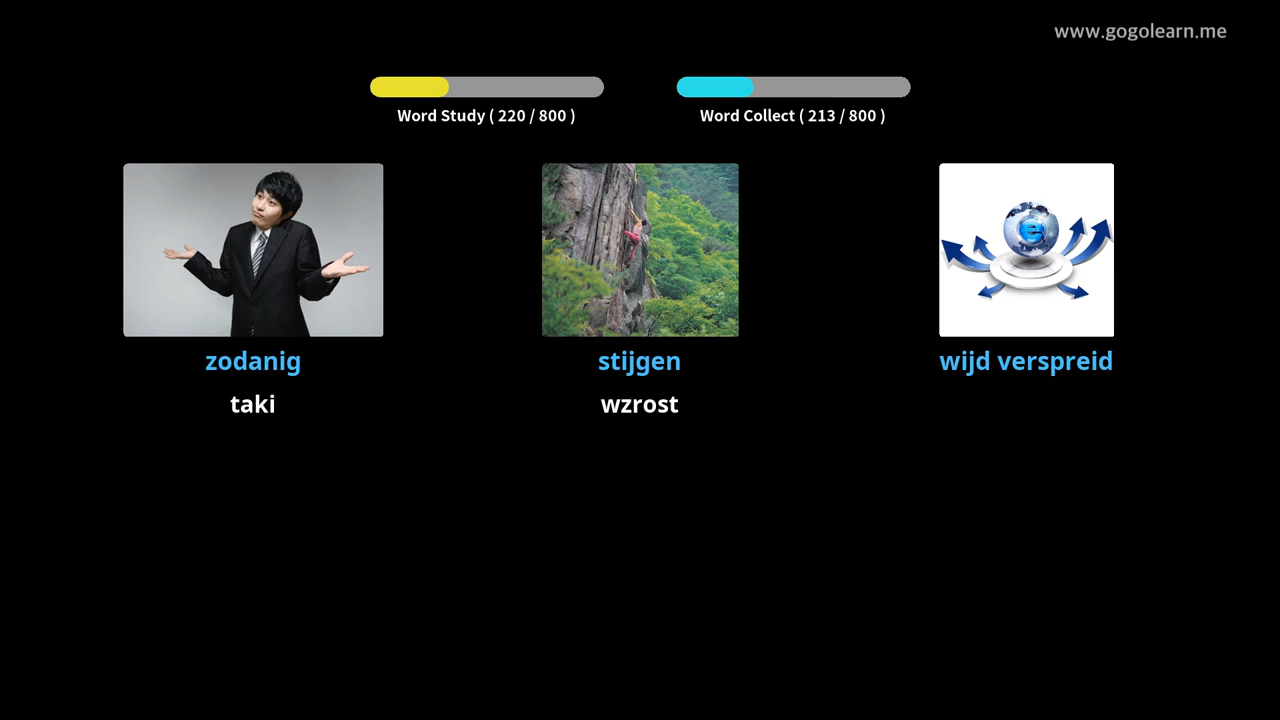 www.gogolearn.me
Word Study ( 220 / 800 )
Word Collect ( 213 / 800 )
zodanig
stijgen
wijd verspreid
taki
wzrost